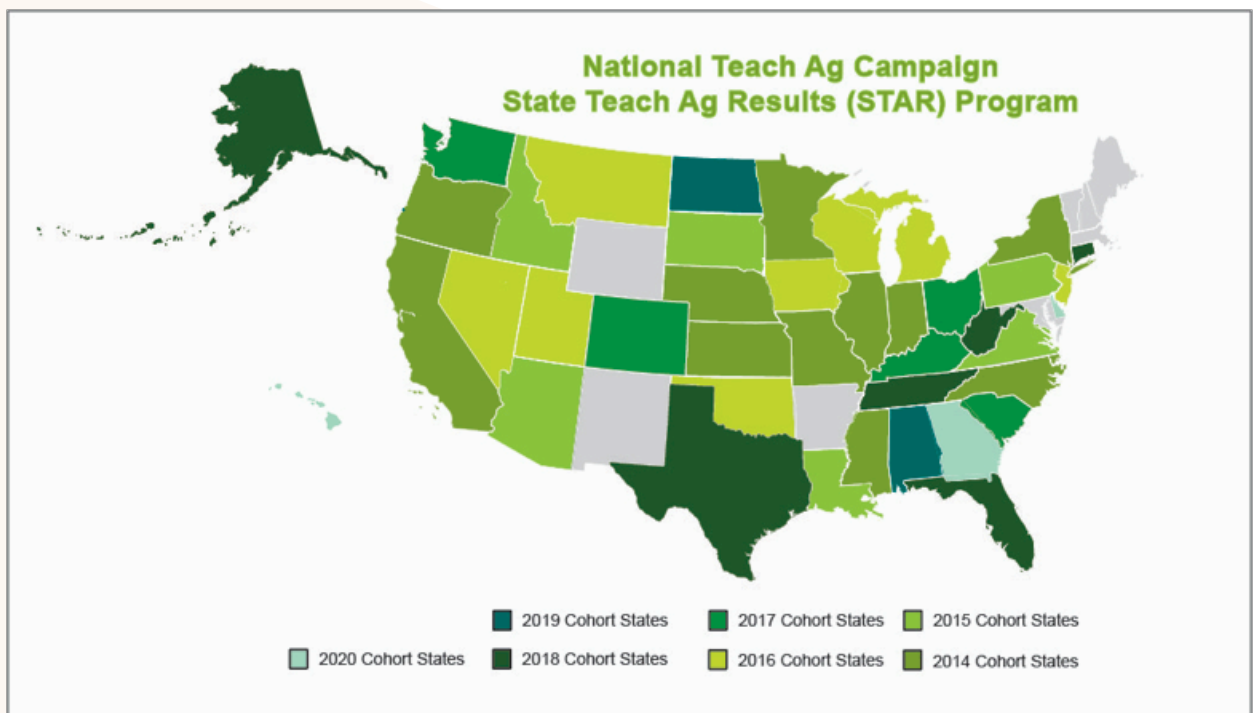 National Teach Ag Campaign
State Teach Ag Results (STAR) Program
2019 Cohort States
2017 Cohort States
2015 Cohort States
2020 Cohort States
2018 Cohort States
2016 Cohort States
2014 Cohort States